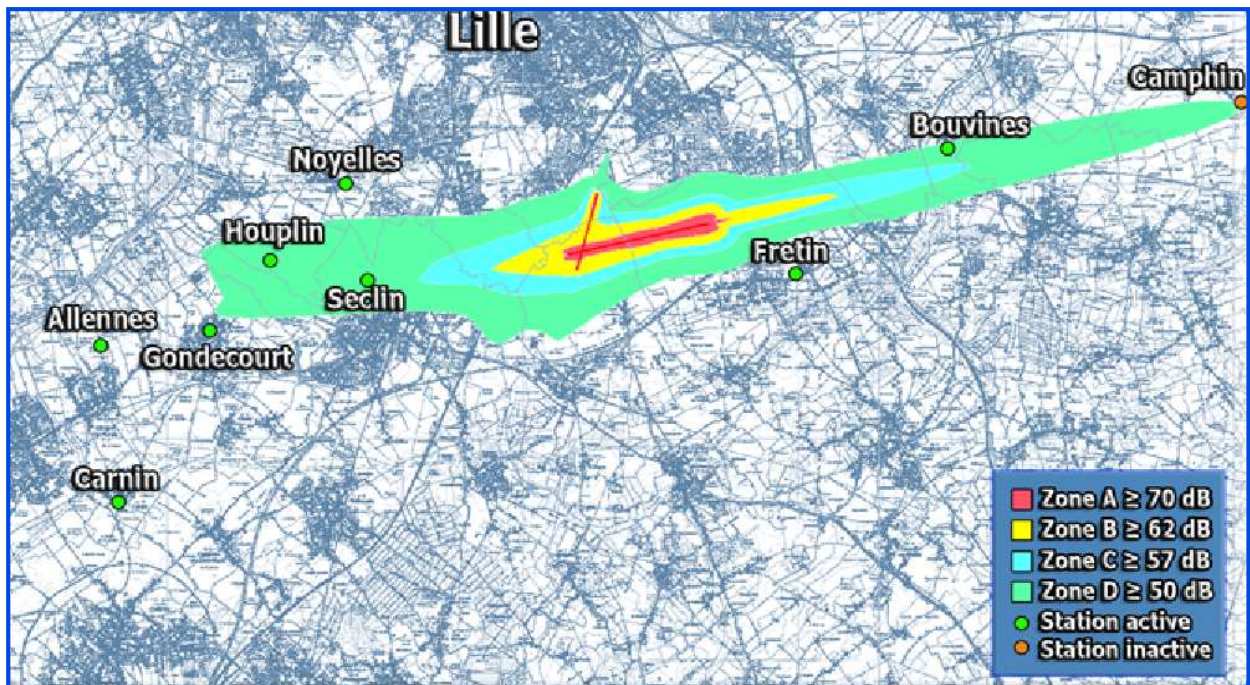 Lille
Camphin
Bouvines
Noyelles
Houplin
Fretin
Seclin
Allennes
Gondecourt
Carnin
Zone A ≥ 70 dB
Zone B ≥ 62 dB
Zone C ≥ 57 dB
Zone D ≥ 50 dB
Station active
Station inactive